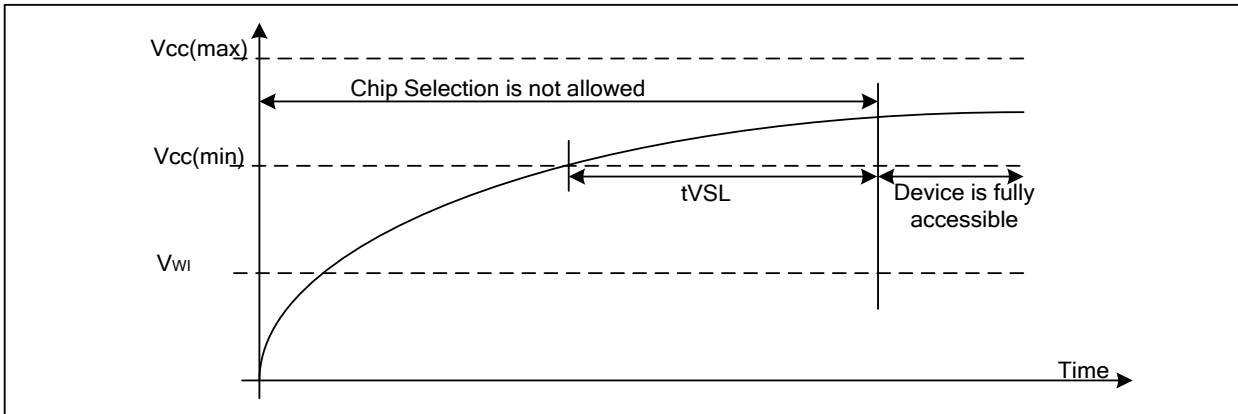 Vcc(max)
Chip Selection is not allowed
Vcc(min)
tVSL
Device is fully
accessible
VWI
Time